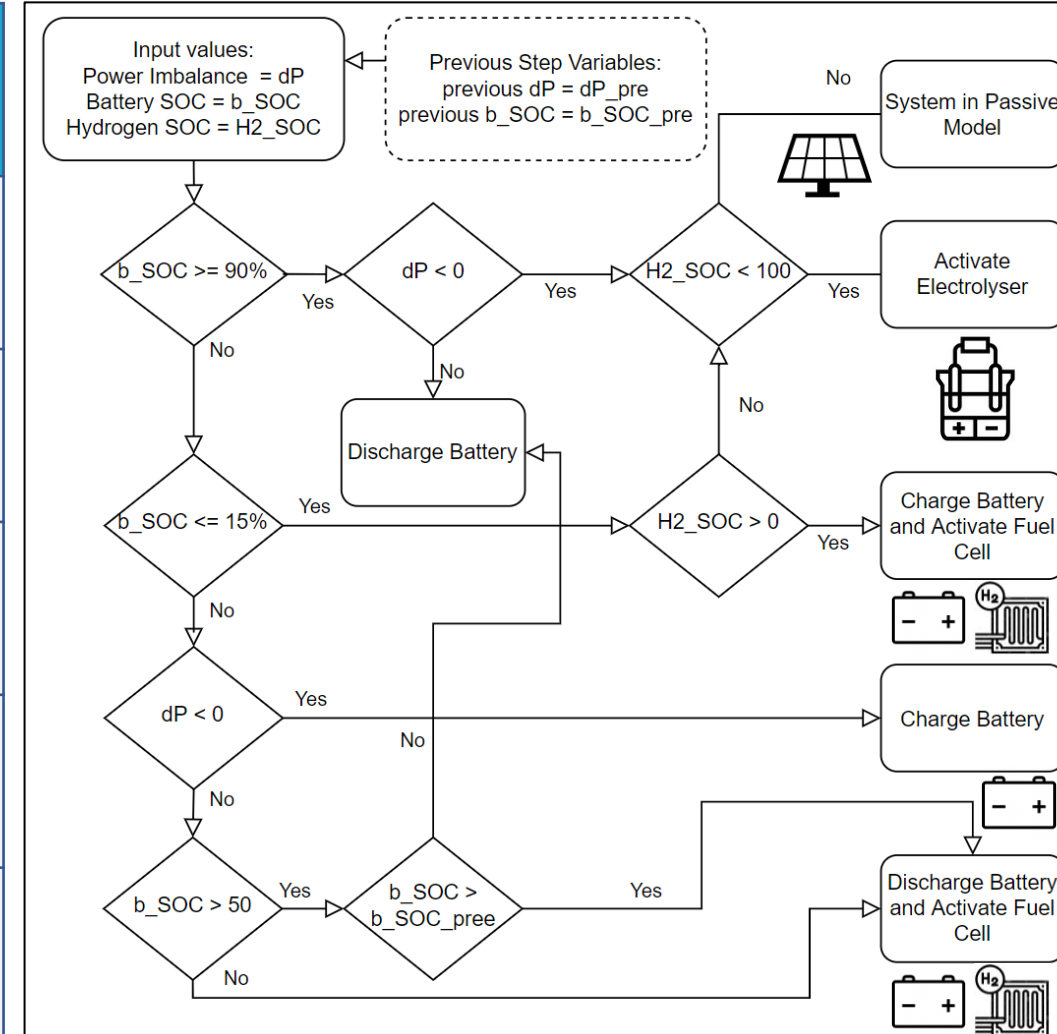 Input values:
Power Imbalance = dP
Battery SOC = b_SOC
Hydrogen SOC = H2_SOC
Previous Step Variables:
previous dP = dP_pre
previous b_SOC = b_SOC_pre
No
System in Passive
Model
b_SOC >= 90%
Yes
dP < 0
Yes
H2_SOC < 100
Yes
Activate
Electrolyser
No
No
Discharge Battery
No
+ −
b_SOC <= 15%
Yes
H2_SOC > 0
Yes
Charge Battery
and Activate Fuel
Cell
− +
H2
No
dP < 0
Yes
No
Charge Battery
− +
No
b_SOC > 50
Yes
b_SOC >
b_SOC_pree
Yes
Discharge Battery
and Activate Fuel
Cell
No
− +
H2